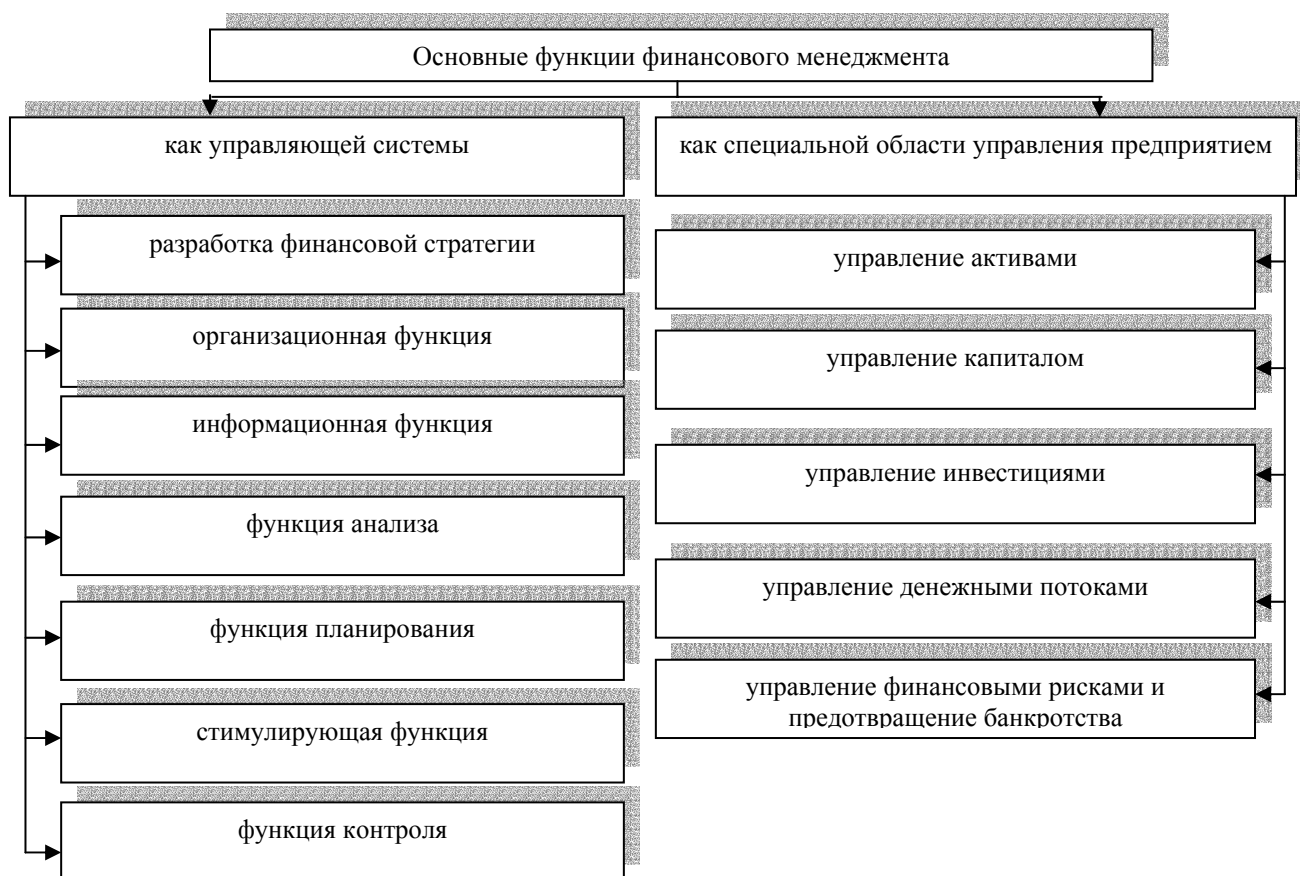 Основные функции финансового менеджмента
как управляющей системы
разработка финансовой стратегии
организационная функция
информационная функция
функция анализа
функция планирования
стимулирующая функция
функция контроля
как специальной области управления предприятием
управление активами
управление капиталом
управление инвестициями
управление денежными потоками
управление финансовыми рисками и
предотвращение банкротства